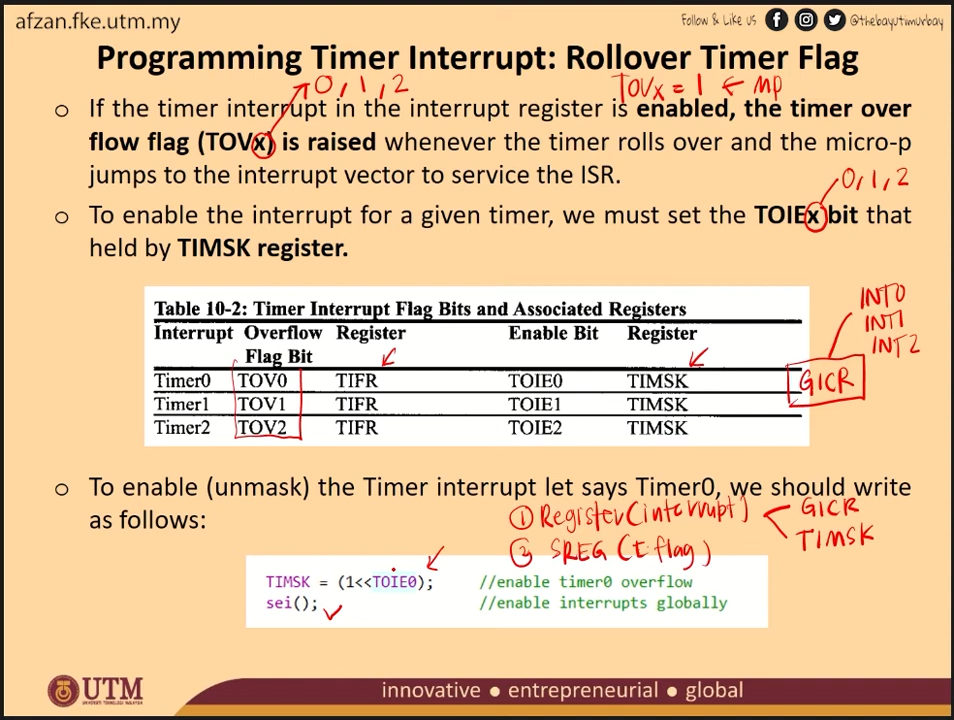 afzan.fke.utm.my
Follow & Like us @thebayutimurbay
Programming Timer Interrupt: Rollover Timer Flag
0, 1, 2
TOVx = 1 ← MP
o If the timer interrupt in the interrupt register is enabled, the timer over
flow flag (TOVx) is raised whenever the timer rolls over and the micro-p
jumps to the interrupt vector to service the ISR.
0, 1, 2
o To enable the interrupt for a given timer, we must set the TOIEx bit that
held by TIMSK register.
Table 10-2: Timer Interrupt Flag Bits and Associated Registers
Interrupt Overflow Register Enable Bit Register
Flag Bit
Timer0 TOV0 TIFR TOIE0 TIMSK
Timer1 TOV1 TIFR TOIE1 TIMSK
Timer2 TOV2 TIFR TOIE2 TIMSK
INT0
INT1
INT2
GICR
o To enable (unmask) the Timer interrupt let says Timer0, we should write
as follows:
① Register (interrupt) GICR
TIMSK
② SREG (I flag)
TIMSK = (1<<TOIE0); //enable timer0 overflow
sei(); //enable interrupts globally
UTM
UNIVERSITI TEKNOLOGI MALAYSIA
innovative ● entrepreneurial ● global